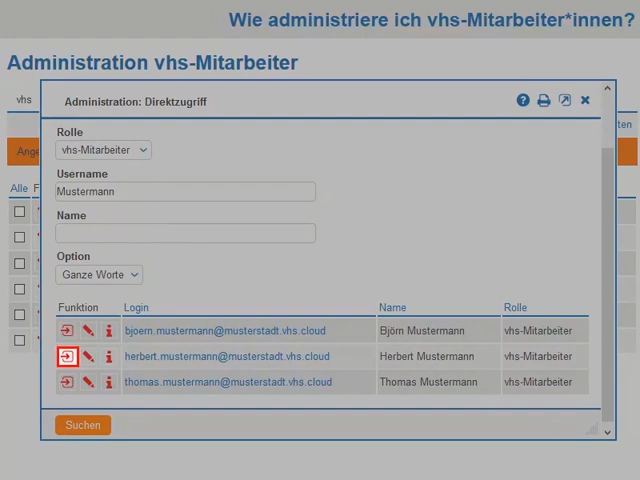 Wie administriere ich vhs-Mitarbeiter*innen?
Administration vhs-Mitarbeiter
vhs
Administration: Direktzugriff
Rolle
vhs-Mitarbeiter
Username
Mustermann
Name
Option
Ganze Worte
Alle
Funktion Login Name Rolle
bjoern.mustermann@musterstadt.vhs.cloud Björn Mustermann vhs-Mitarbeiter
herbert.mustermann@musterstadt.vhs.cloud Herbert Mustermann vhs-Mitarbeiter
thomas.mustermann@musterstadt.vhs.cloud Thomas Mustermann vhs-Mitarbeiter
Suchen